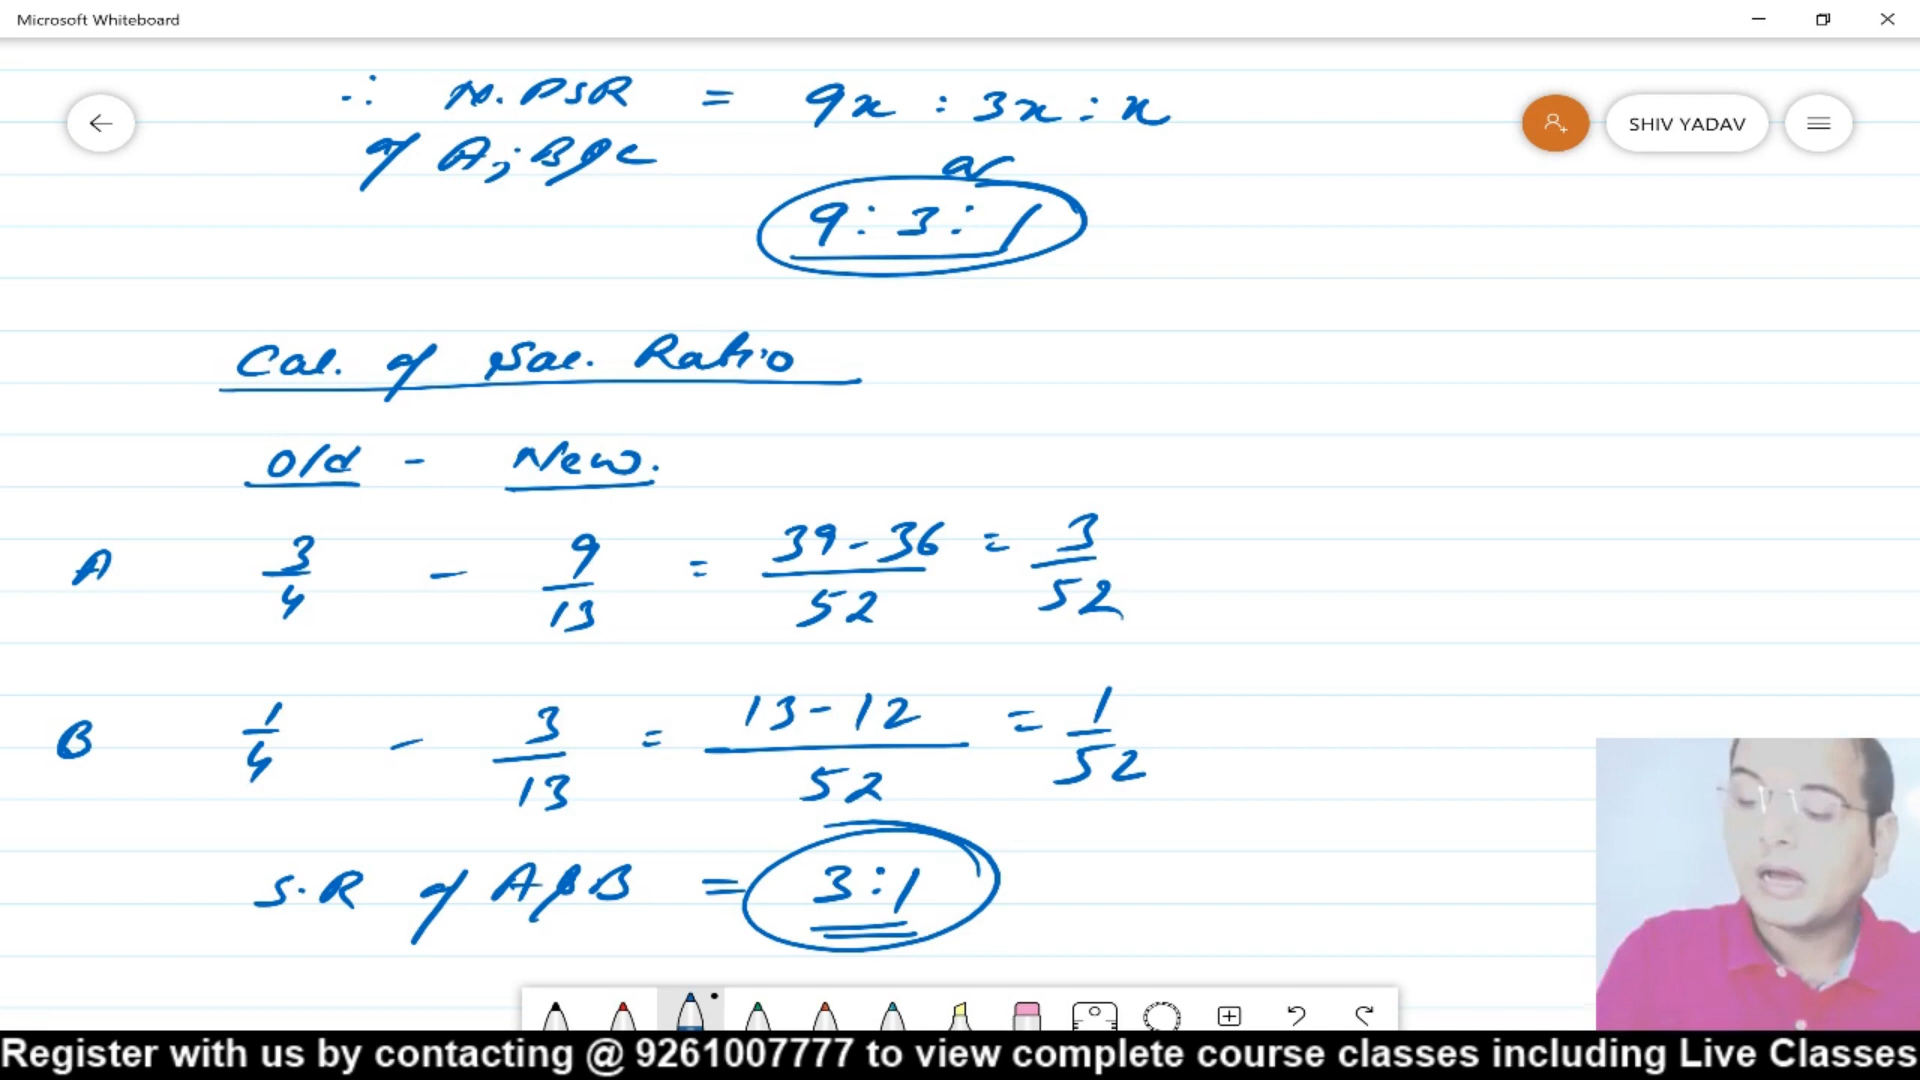 Microsoft Whiteboard
SHIV YADAV
∴ N.PSR = 9x : 3x : x
of A, B & C
or
9 : 3 : 1
Cal. of Sac. Ratio
Old - New.
A 3/4 - 9/13 = 39-36/52 = 3/52
B 1/4 - 3/13 = 13-12/52 = 1/52
S.R of A & B = 3:1
Register with us by contacting @ 9261007777 to view complete course classes including Live Classes